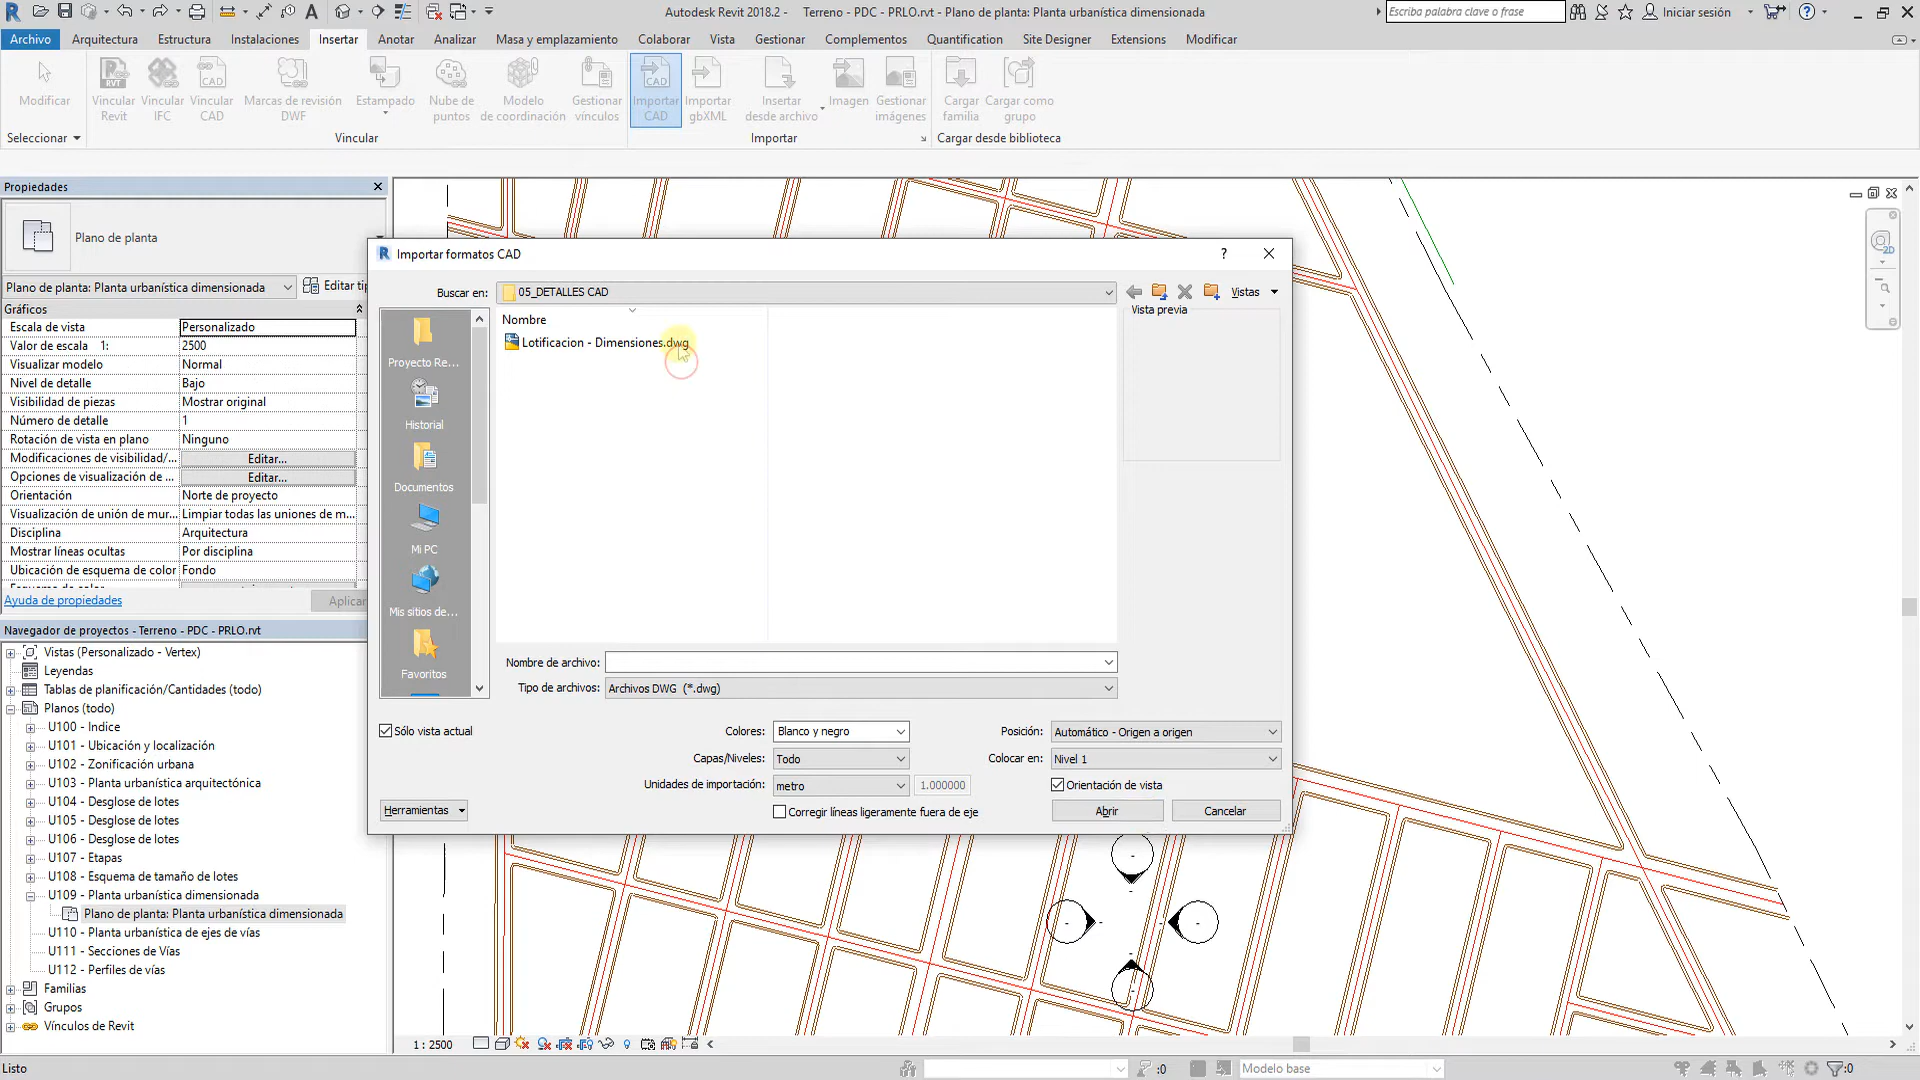 Autodesk Revit 2018.2 - Terreno - PDC - PRLO.rvt - Plano de planta: Planta urbanística dimensionada
Escriba palabra clave o frase
Iniciar sesión
Archivo Arquitectura Estructura Instalaciones Insertar Anotar Analizar Masa y emplazamiento Colaborar Vista Gestionar Complementos Quantification Site Designer Extensions Modificar
Modificar
Vincular Revit
Vincular IFC
Vincular CAD
Marcas de revisión DWF
Estampado
Nube de puntos
Modelo de coordinación
Gestionar vínculos
Importar CAD
Importar gbXML
Insertar desde archivo
Imagen
Gestionar imágenes
Cargar familia
Cargar como grupo
Seleccionar
Vincular
Importar
Cargar desde biblioteca
Propiedades
Plano de planta
Plano de planta: Planta urbanística dimensionada
Editar tip
Gráficos
Escala de vista Personalizado
Valor de escala 1: 2500
Visualizar modelo Normal
Nivel de detalle Bajo
Visibilidad de piezas Mostrar original
Número de detalle 1
Rotación de vista en plano Ninguno
Modificaciones de visibilidad/... Editar...
Opciones de visualización de ... Editar...
Orientación Norte de proyecto
Visualización de unión de mur... Limpiar todas las uniones de m...
Disciplina Arquitectura
Mostrar líneas ocultas Por disciplina
Ubicación de esquema de color Fondo
Ayuda de propiedades
Aplicar
Navegador de proyectos - Terreno - PDC - PRLO.rvt
Vistas (Personalizado - Vertex)
Leyendas
Tablas de planificación/Cantidades (todo)
Planos (todo)
U100 - Indice
U101 - Ubicación y localización
U102 - Zonificación urbana
U103 - Planta urbanística arquitectónica
U104 - Desglose de lotes
U105 - Desglose de lotes
U106 - Desglose de lotes
U107 - Etapas
U108 - Esquema de tamaño de lotes
U109 - Planta urbanística dimensionada
Plano de planta: Planta urbanística dimensionada
U110 - Planta urbanística de ejes de vías
U111 - Secciones de Vías
U112 - Perfiles de vías
Familias
Grupos
Vínculos de Revit
Importar formatos CAD
Buscar en: 05_DETALLES CAD
Vistas
Vista previa
Nombre
Lotificacion - Dimensiones.dwg
Proyecto Re...
Historial
Documentos
Mi PC
Mis sitios de...
Favoritos
Nombre de archivo:
Tipo de archivos: Archivos DWG (*.dwg)
Sólo vista actual
Colores: Blanco y negro
Posición: Automático - Origen a origen
Capas/Niveles: Todo
Colocar en: Nivel 1
Unidades de importación: metro 1.000000
Orientación de vista
Herramientas
Corregir líneas ligeramente fuera de eje
Abrir
Cancelar
1 : 2500
Listo
:0
Modelo base
:0